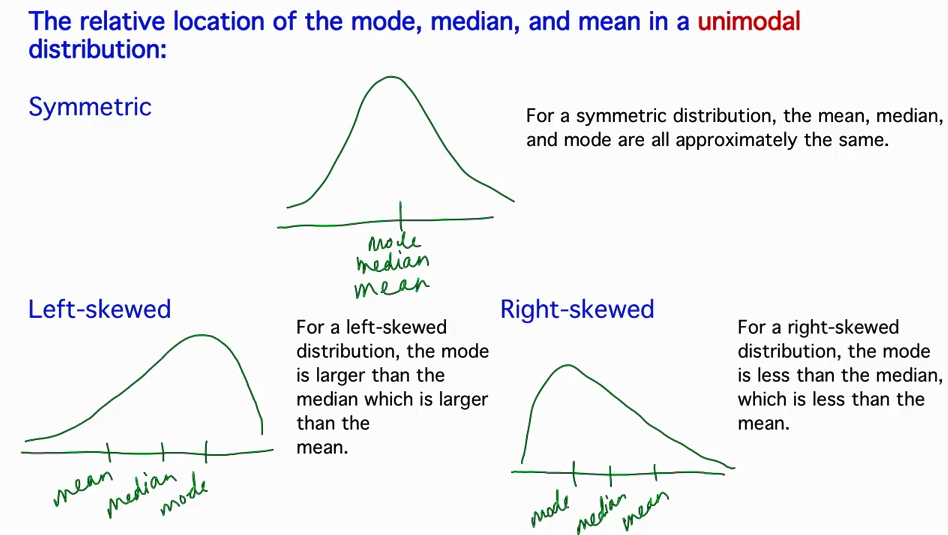 The relative location of the mode, median, and mean in a unimodal
distribution:
Symmetric
For a symmetric distribution, the mean, median,
and mode are all approximately the same.
mode
median
mean
Left-skewed
For a left-skewed
distribution, the mode
is larger than the
median which is larger
than the
mean.
mean median mode
Right-skewed
For a right-skewed
distribution, the mode
is less than the median,
which is less than the
mean.
mode median mean